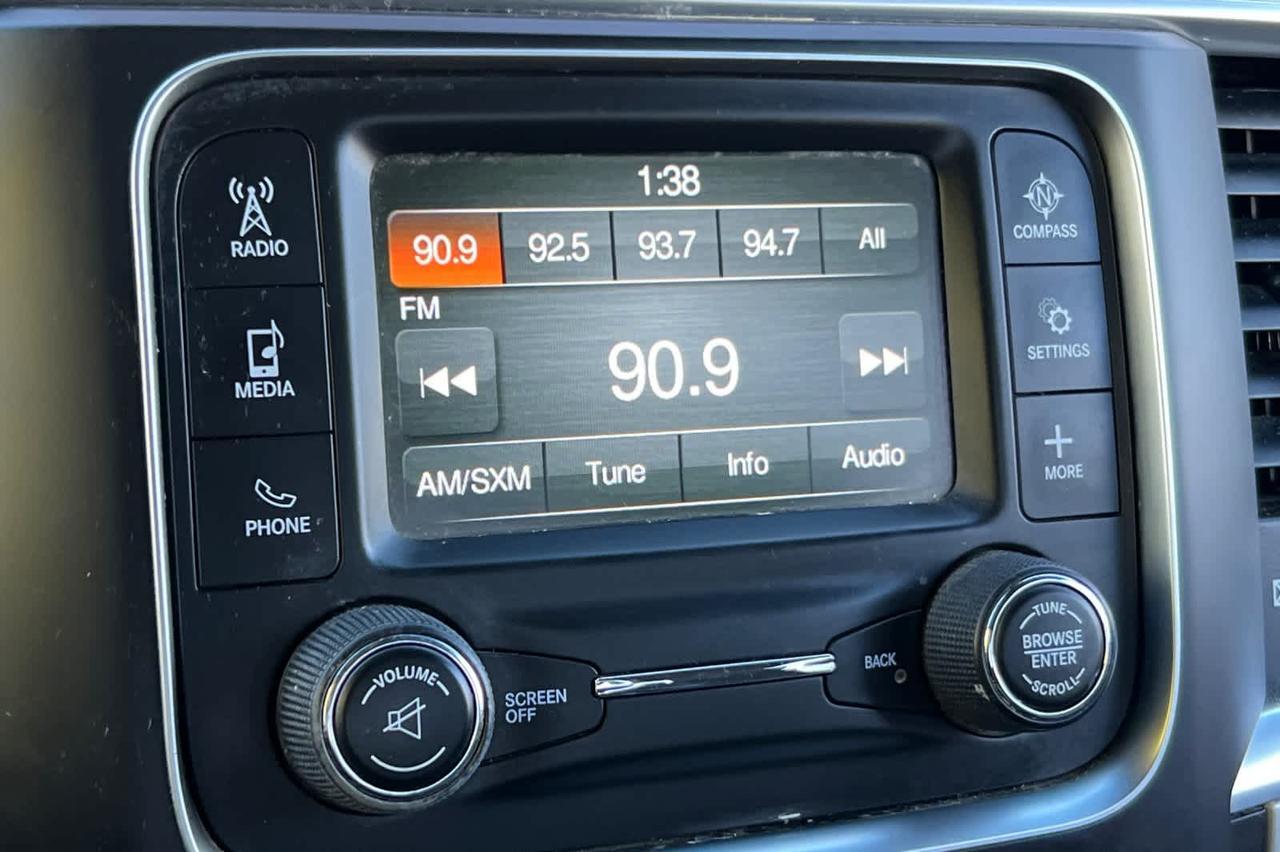 1:38
90.9 92.5 93.7 94.7 All
FM
90.9
AM/SXM Tune Info Audio
RADIO
MEDIA
PHONE
N
COMPASS
SETTINGS
MORE
VOLUME
SCREEN
OFF
BACK
TUNE
BROWSE
ENTER
SCROLL